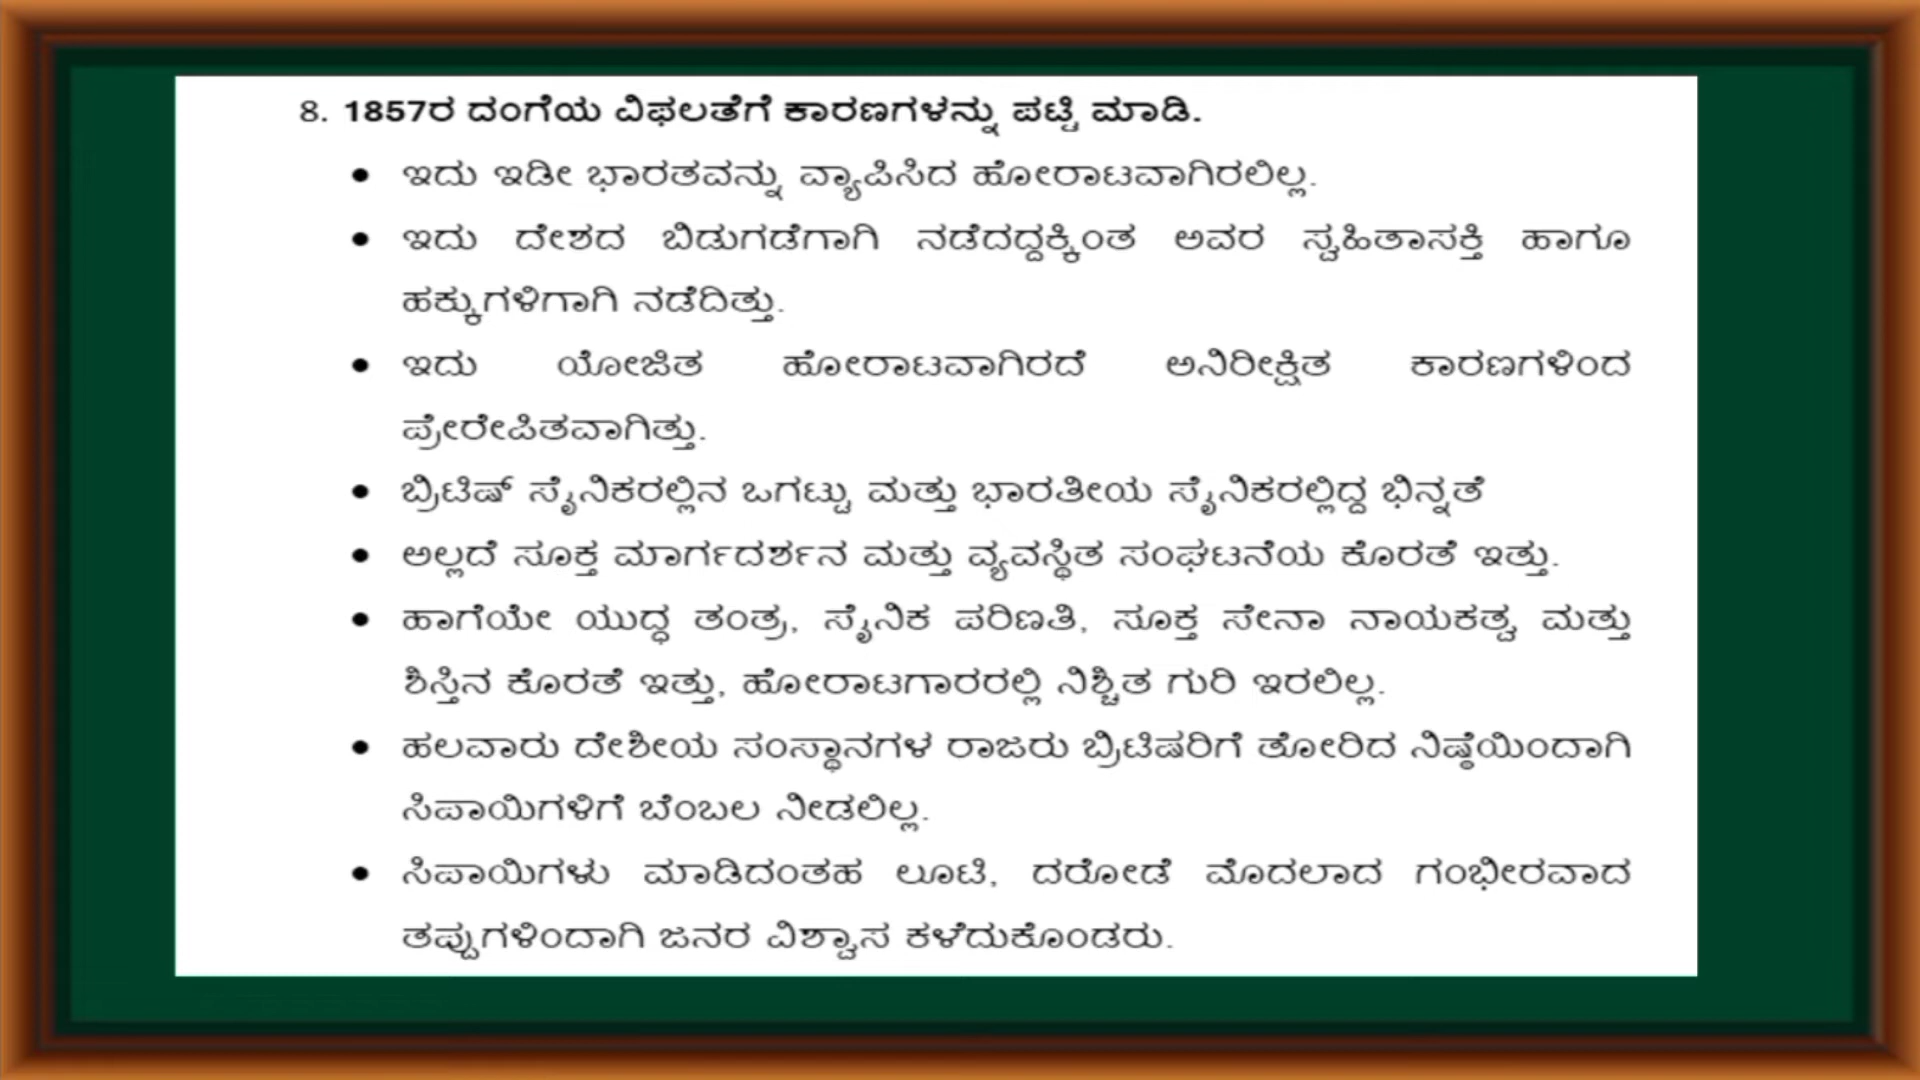 8. 1857ರ ದಂಗೆಯ ವಿಫಲತೆಗೆ ಕಾರಣಗಳನ್ನು ಪಟ್ಟಿ ಮಾಡಿ.
• ಇದು ಇಡೀ ಭಾರತವನ್ನು ವ್ಯಾಪಿಸಿದ ಹೋರಾಟವಾಗಿರಲಿಲ್ಲ.
• ಇದು ದೇಶದ ಬಿಡುಗಡೆಗಾಗಿ ನಡೆದದ್ದಕ್ಕಿಂತ ಅವರ ಸ್ವಹಿತಾಸಕ್ತಿ ಹಾಗೂ
ಹಕ್ಕುಗಳಿಗಾಗಿ ನಡೆದಿತ್ತು.
• ಇದು ಯೋಜಿತ ಹೋರಾಟವಾಗಿರದೆ ಅನಿರೀಕ್ಷಿತ ಕಾರಣಗಳಿಂದ
ಪ್ರೇರೇಪಿತವಾಗಿತ್ತು.
• ಬ್ರಿಟಿಷ್ ಸೈನಿಕರಲ್ಲಿನ ಒಗಟ್ಟು ಮತ್ತು ಭಾರತೀಯ ಸೈನಿಕರಲ್ಲಿದ್ದ ಭಿನ್ನತೆ
• ಅಲ್ಲದೆ ಸೂಕ್ತ ಮಾರ್ಗದರ್ಶನ ಮತ್ತು ವ್ಯವಸ್ಥಿತ ಸಂಘಟನೆಯ ಕೊರತೆ ಇತ್ತು.
• ಹಾಗೆಯೇ ಯುದ್ಧ ತಂತ್ರ, ಸೈನಿಕ ಪರಿಣತಿ, ಸೂಕ್ತ ಸೇನಾ ನಾಯಕತ್ವ ಮತ್ತು
ಶಿಸ್ತಿನ ಕೊರತೆ ಇತ್ತು, ಹೋರಾಟಗಾರರಲ್ಲಿ ನಿಶ್ಚಿತ ಗುರಿ ಇರಲಿಲ್ಲ.
• ಹಲವಾರು ದೇಶೀಯ ಸಂಸ್ಥಾನಗಳ ರಾಜರು ಬ್ರಿಟಿಷರಿಗೆ ತೋರಿದ ನಿಷ್ಠೆಯಿಂದಾಗಿ
ಸಿಪಾಯಿಗಳಿಗೆ ಬೆಂಬಲ ನೀಡಲಿಲ್ಲ.
• ಸಿಪಾಯಿಗಳು ಮಾಡಿದಂತಹ ಲೂಟಿ, ದರೋಡೆ ಮೊದಲಾದ ಗಂಭೀರವಾದ
ತಪ್ಪುಗಳಿಂದಾಗಿ ಜನರ ವಿಶ್ವಾಸ ಕಳೆದುಕೊಂಡರು.